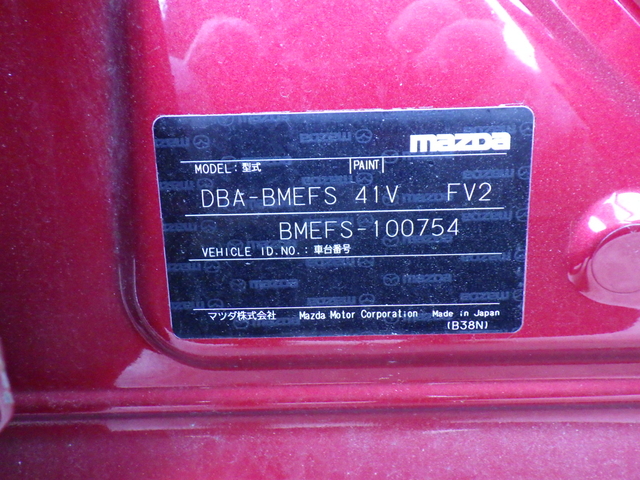 mazda
MODEL:型式 PAINT
DBA-BMEFS 41V FV2
BMEFS-100754
VEHICLE ID.NO.:車台番号
マツダ株式会社 Mazda Motor Corporation Made in Japan
(B38N)